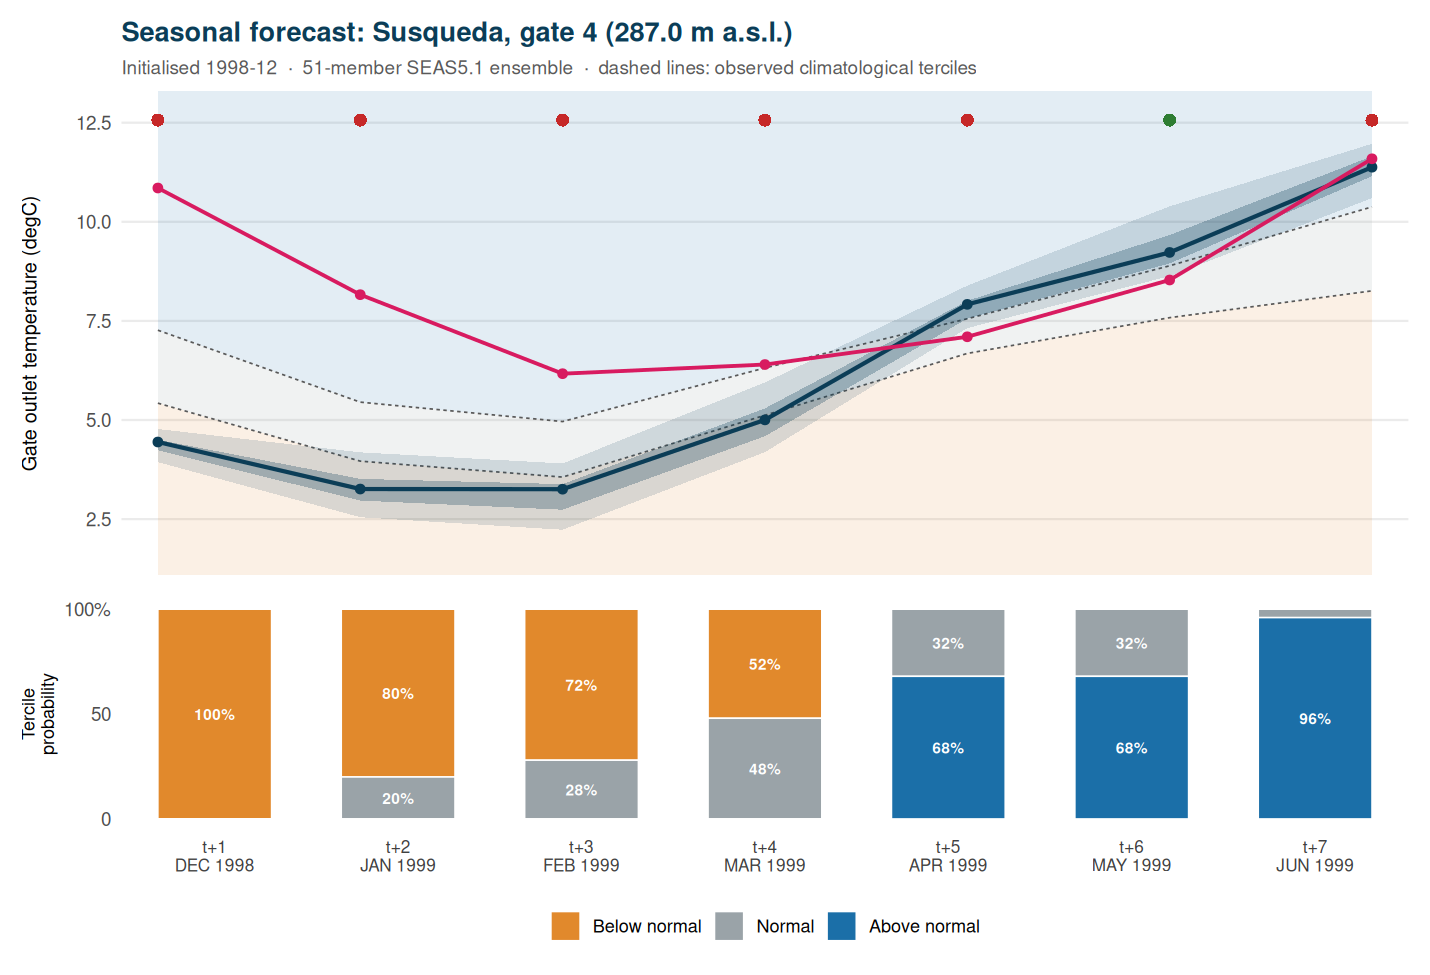 Seasonal forecast: Susqueda, gate 4 (287.0 m a.s.l.)
Initialised 1998-12 · 51-member SEAS5.1 ensemble · dashed lines: observed climatological terciles
Gate outlet temperature (degC)
12.5
10.0
7.5
5.0
2.5
Tercile
probability
100%
50
0
100%
80%
20%
72%
28%
52%
48%
32%
68%
32%
68%
96%
t+1
DEC 1998
t+2
JAN 1999
t+3
FEB 1999
t+4
MAR 1999
t+5
APR 1999
t+6
MAY 1999
t+7
JUN 1999
Below normal
Normal
Above normal